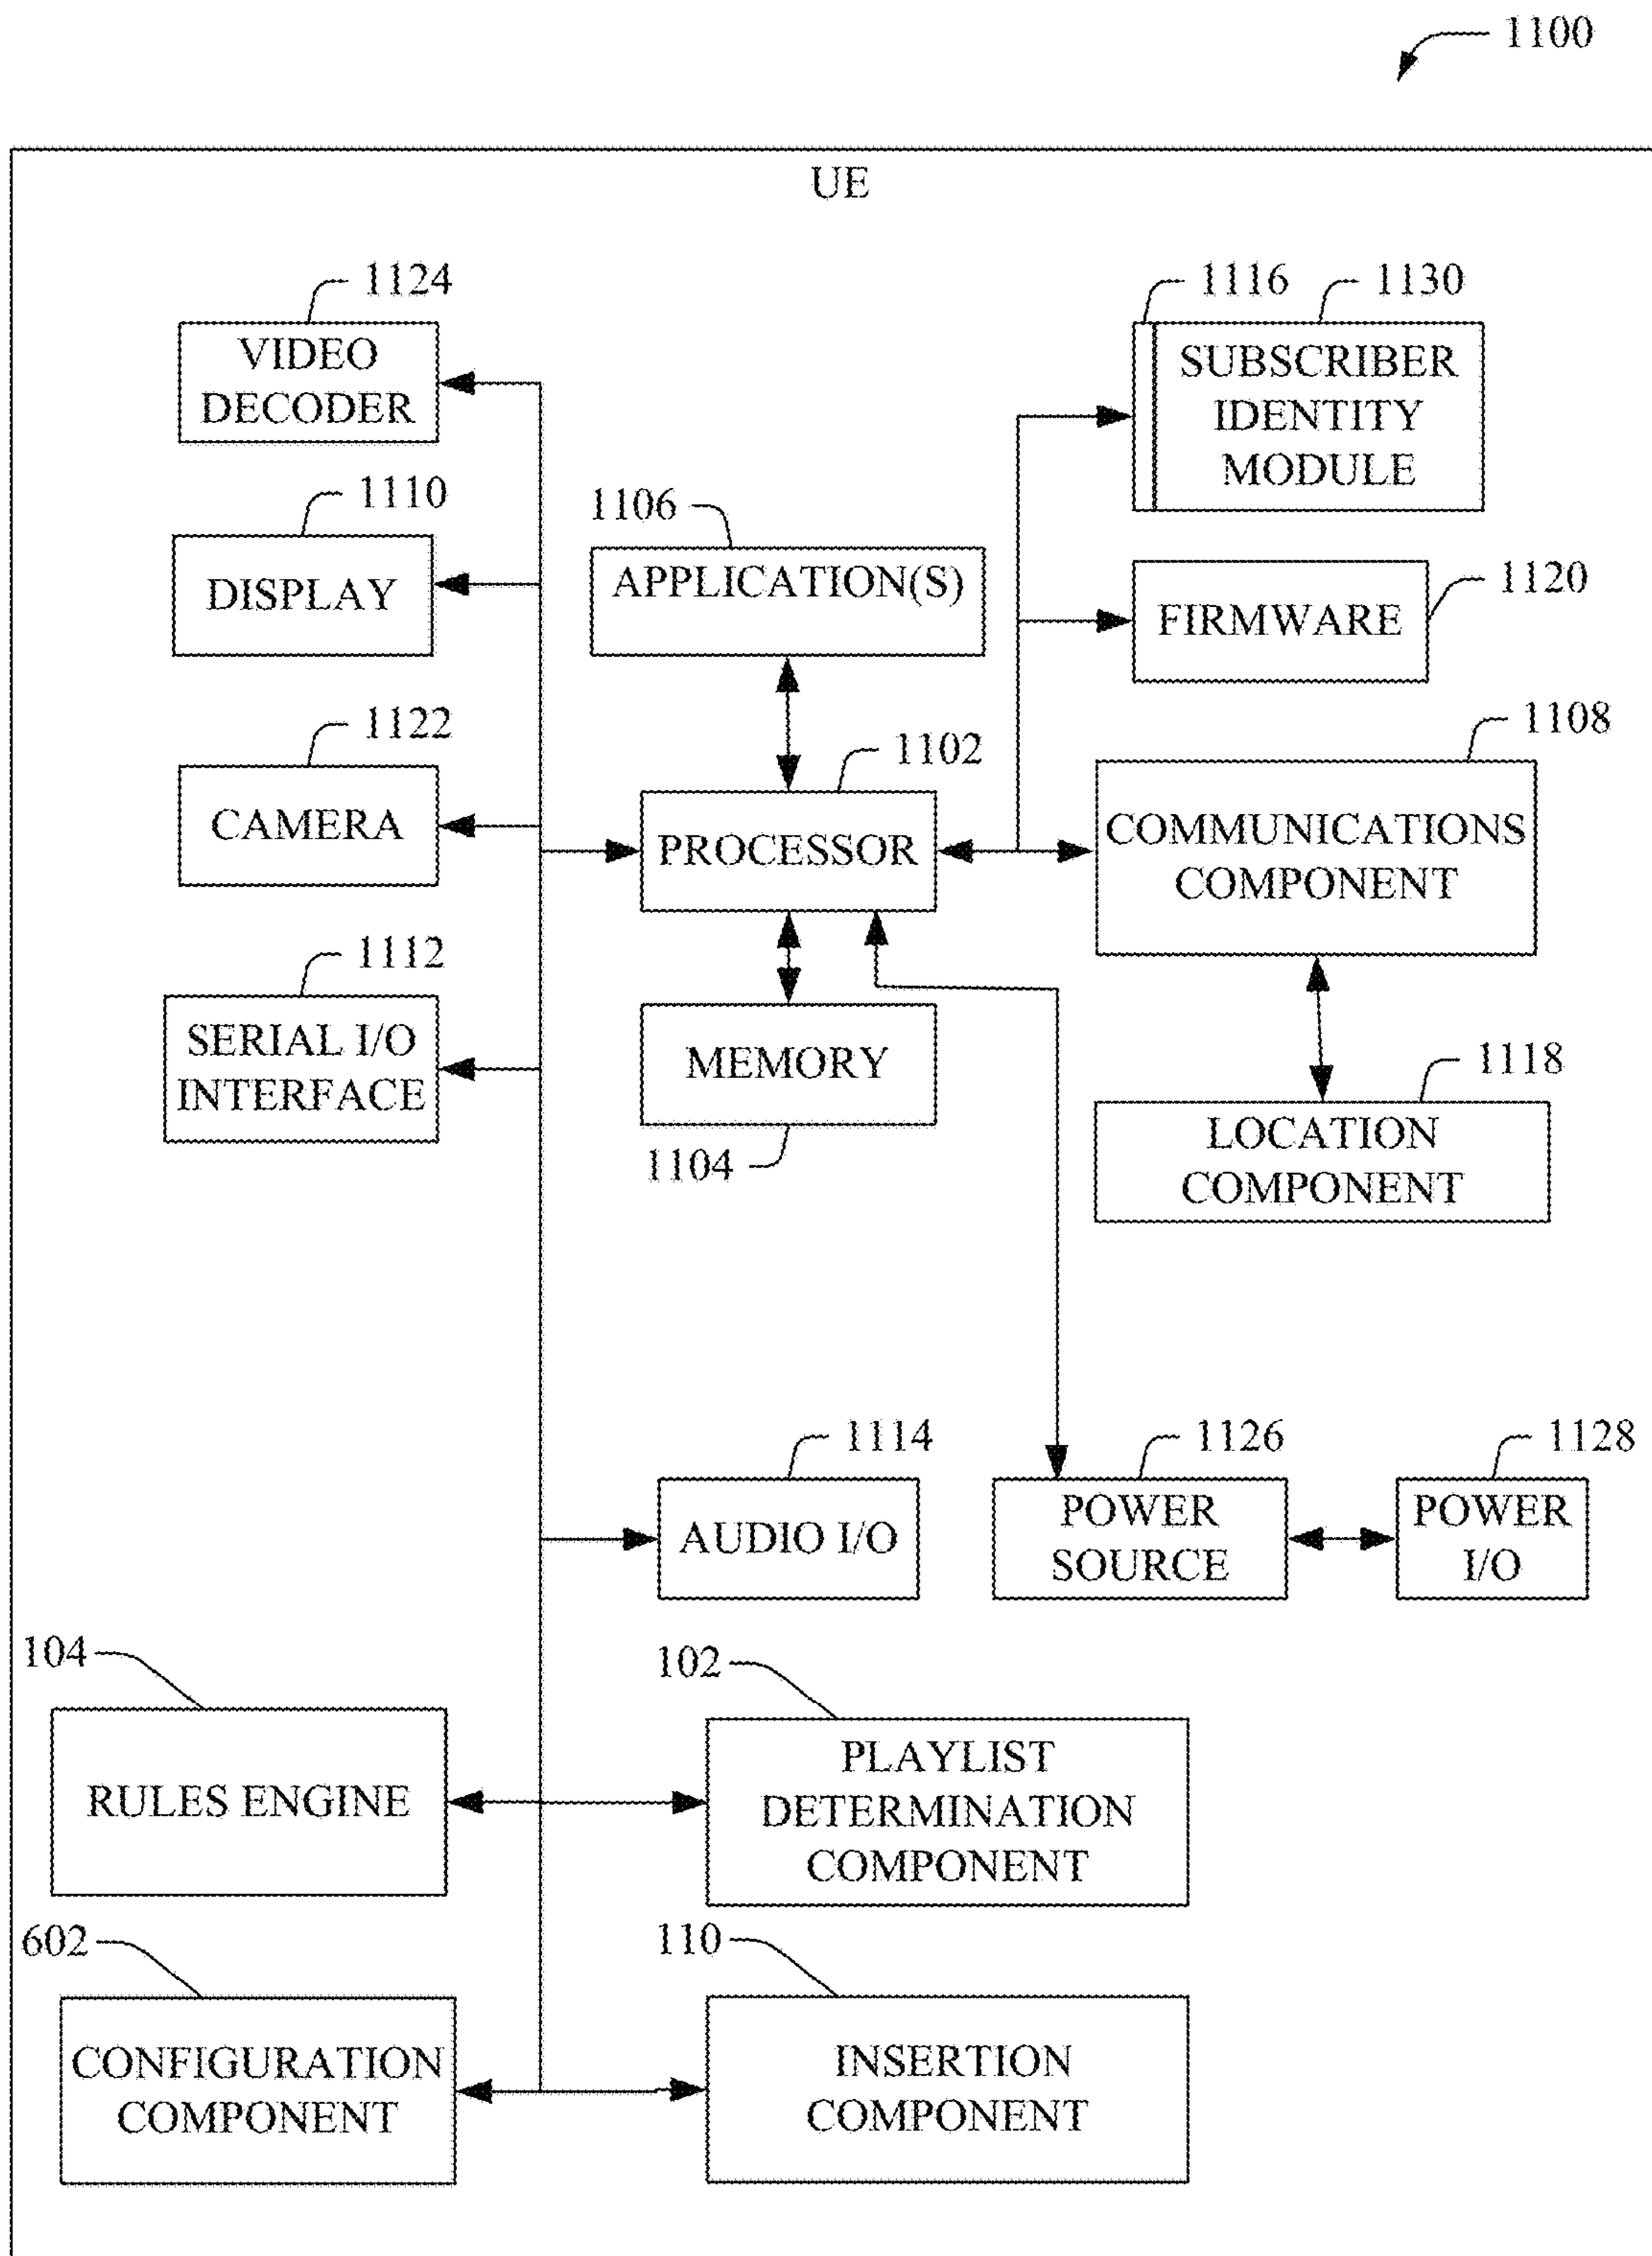 1100
UE
1124
VIDEO
DECODER
1116
1130
SUBSCRIBER
IDENTITY
MODULE
1110
DISPLAY
1106
APPLICATION(S)
1120
FIRMWARE
1122
CAMERA
1102
PROCESSOR
1108
COMMUNICATIONS
COMPONENT
1112
SERIAL I/O
INTERFACE
MEMORY
1104
1118
LOCATION
COMPONENT
1114
AUDIO I/O
1126
POWER
SOURCE
1128
POWER
I/O
104
RULES ENGINE
102
PLAYLIST
DETERMINATION
COMPONENT
602
CONFIGURATION
COMPONENT
110
INSERTION
COMPONENT